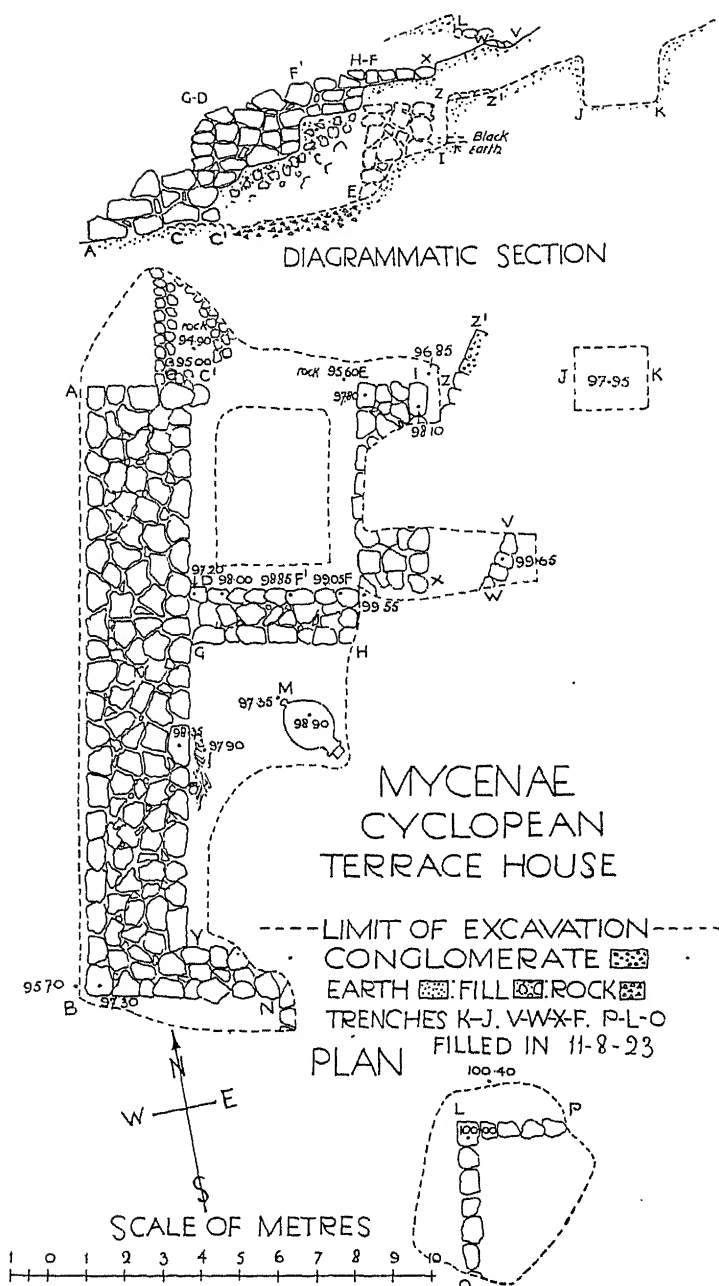 L
W V
H-F X
F'
G-D
Z Z'
Black
Earth
I
J K
E
A C C'
DIAGRAMMATIC SECTION
rock
94.90
95.00
C C'
A
rock 95.60 E
97.80
I
96.85
Z'
Z
98.10
J 97.95 K
V
99.65
W
X
97.20
D 98.00 98.85 F' 99.05 F
99.55
G H
M
97.35
98.90
98.35
97.90
MYCENAE
CYCLOPEAN
TERRACE HOUSE
LIMIT OF EXCAVATION
CONGLOMERATE
EARTH : FILL : ROCK
TRENCHES K-J. V-W-X-F. P-L-O
FILLED IN 11-8-23
Y
95.70
B 97.30 N
PLAN
N
W E
S
100.40
L P
100.00
O
SCALE OF METRES
1 0 1 2 3 4 5 6 7 8 9 10